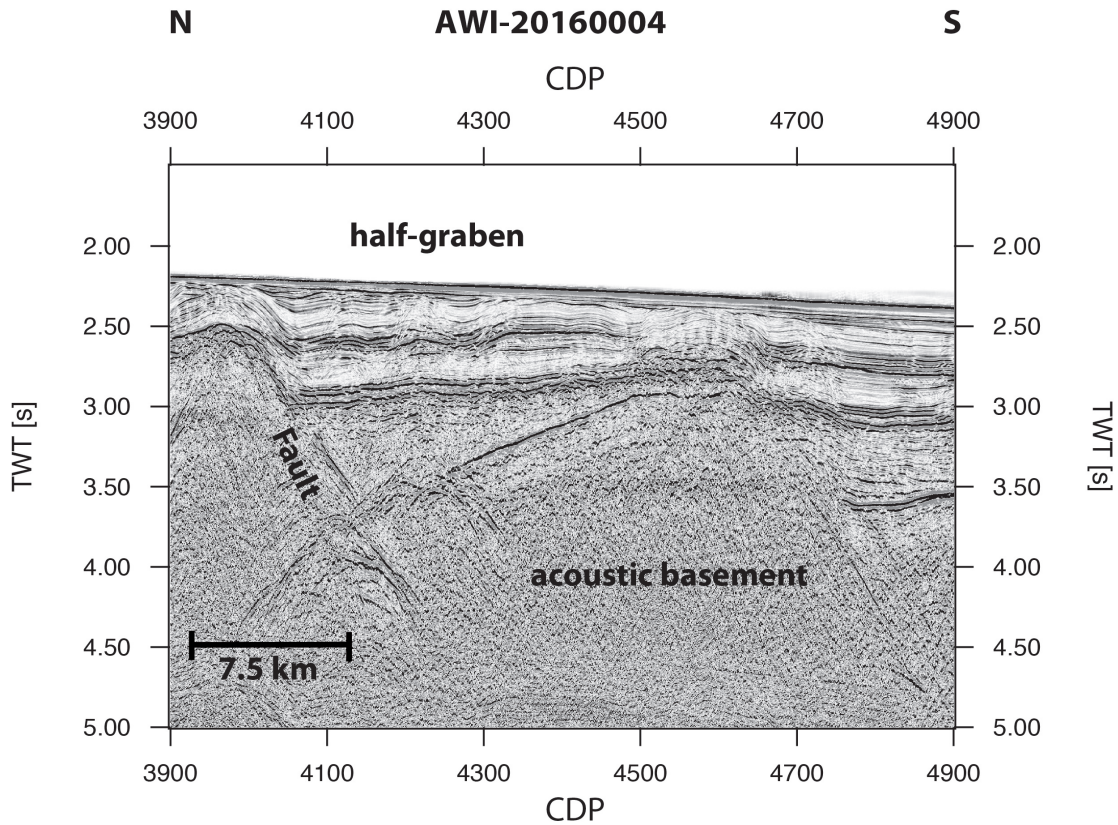 N AWI-20160004 S
CDP
3900 4100 4300 4500 4700 4900
half-graben
2.00 2.00
2.50 2.50
3.00 3.00
TWT [s] TWT [s]
Fault
3.50 3.50
4.00 4.00
acoustic basement
4.50 4.50
7.5 km
5.00 5.00
3900 4100 4300 4500 4700 4900
CDP